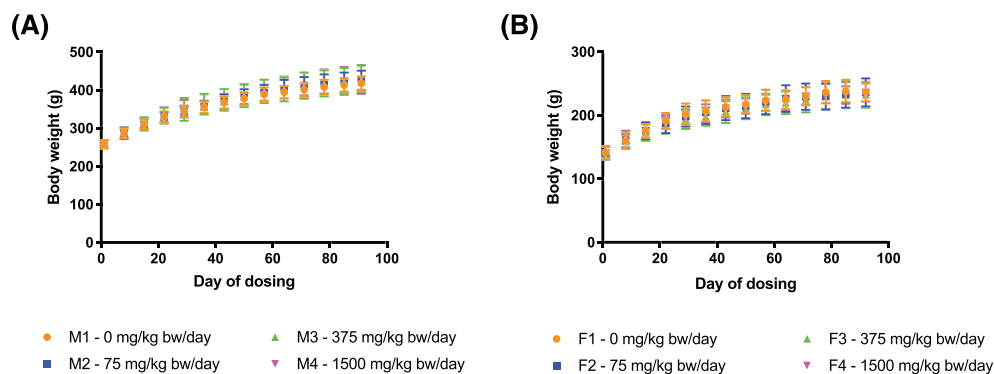 (A)
Body weight (g)
500
400
300
200
100
0
0 20 40 60 80 100
Day of dosing
M1 - 0 mg/kg bw/day
M3 - 375 mg/kg bw/day
M2 - 75 mg/kg bw/day
M4 - 1500 mg/kg bw/day
(B)
Body weight (g)
300
200
100
0
0 20 40 60 80 100
Day of dosing
F1 - 0 mg/kg bw/day
F3 - 375 mg/kg bw/day
F2 - 75 mg/kg bw/day
F4 - 1500 mg/kg bw/day